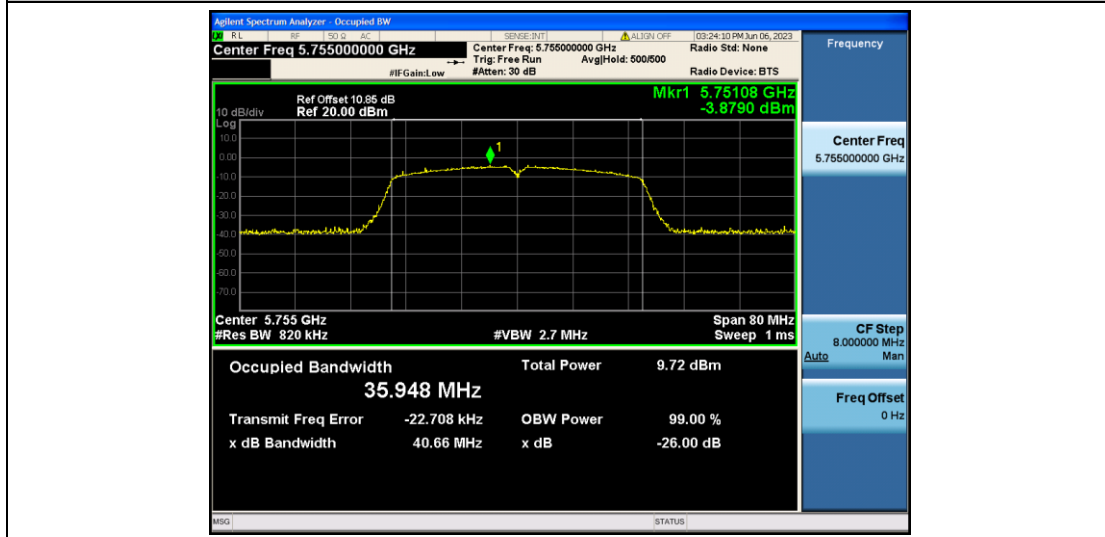 Agilent Spectrum Analyzer - Occupied BW
RL RF 50 Ω AC SENSE:INT ALIGN OFF 03:24:10 PM Jun 06, 2023
Center Freq 5.755000000 GHz
Center Freq: 5.755000000 GHz Radio Std: None
Trig: Free Run Avg|Hold: 500/500
#IFGain:Low #Atten: 30 dB Radio Device: BTS
Frequency
Mkr1 5.75108 GHz
-3.8790 dBm
Ref Offset 10.85 dB
10 dB/div Ref 20.00 dBm
Log
10.0
0.00
-10.0
-20.0
-30.0
-40.0
-50.0
-60.0
-70.0
1
Center Freq
5.755000000 GHz
Center 5.755 GHz Span 80 MHz
#Res BW 820 kHz #VBW 2.7 MHz Sweep 1 ms
CF Step
8.000000 MHz
Auto Man
Occupied Bandwidth Total Power 9.72 dBm
35.948 MHz
Transmit Freq Error -22.708 kHz OBW Power 99.00 %
x dB Bandwidth 40.66 MHz x dB -26.00 dB
Freq Offset
0 Hz
MSG STATUS